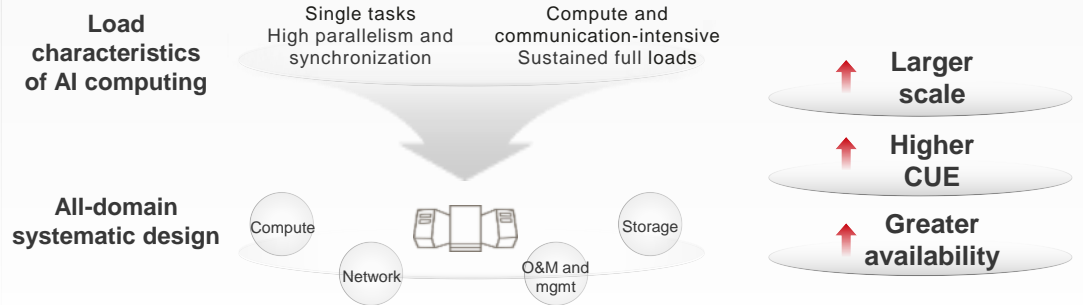 Load
characteristics
of AI computing
Single tasks
High parallelism and
synchronization
Compute and
communication-intensive
Sustained full loads
All-domain
systematic design
Compute
Network
O&M and
mgmt
Storage
Larger
scale
Higher
CUE
Greater
availability